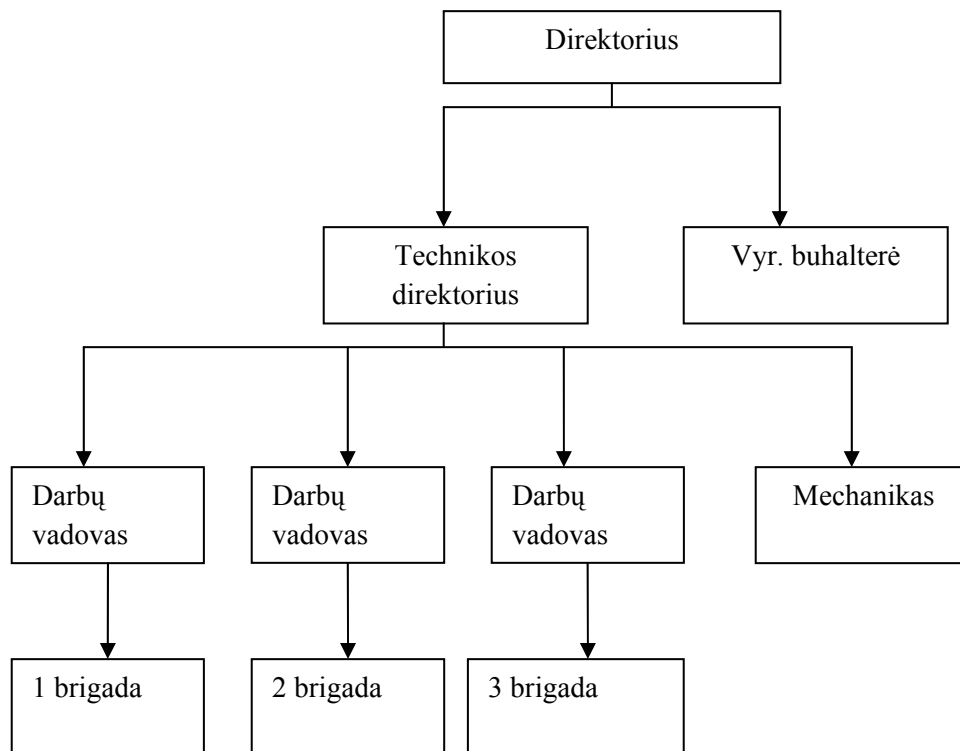 Direktorius
Technikos
direktorius
Vyr. buhalterė
Darbų
vadovas
Darbų
vadovas
Darbų
vadovas
Mechanikas
1 brigada
2 brigada
3 brigada